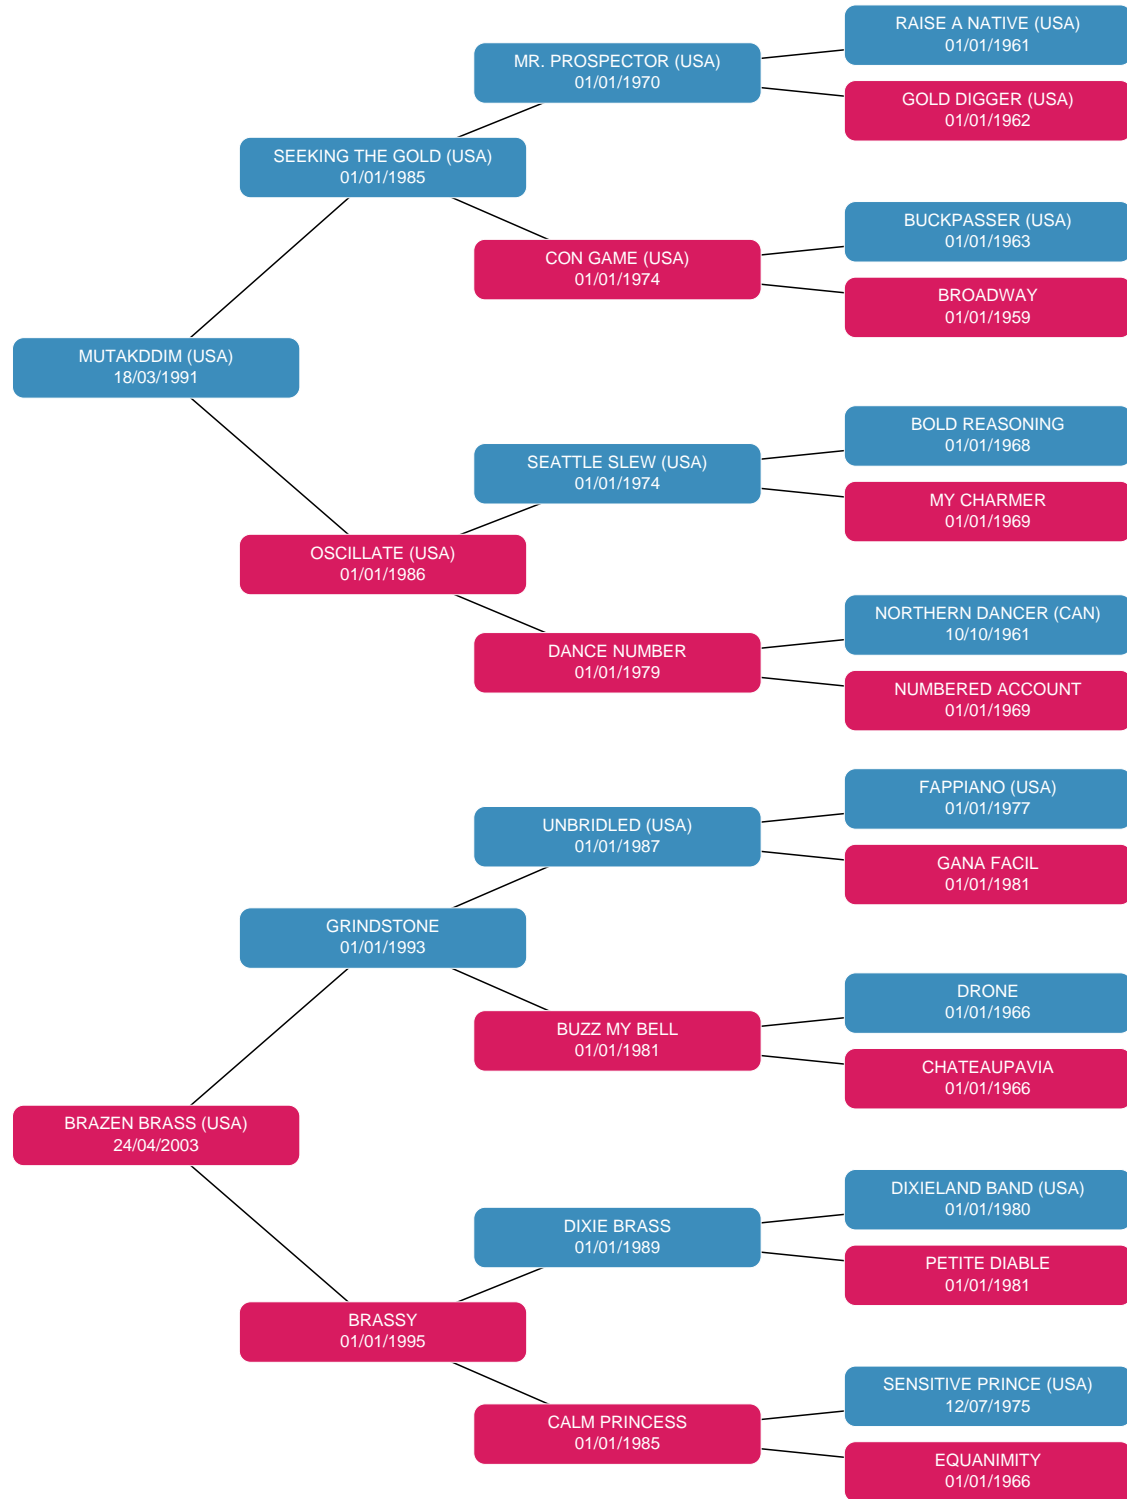 RAISE A NATIVE (USA)
01/01/1961
MR. PROSPECTOR (USA)
01/01/1970
GOLD DIGGER (USA)
01/01/1962
SEEKING THE GOLD (USA)
01/01/1985
BUCKPASSER (USA)
01/01/1963
CON GAME (USA)
01/01/1974
BROADWAY
01/01/1959
MUTAKDDIM (USA)
18/03/1991
BOLD REASONING
01/01/1968
SEATTLE SLEW (USA)
01/01/1974
MY CHARMER
01/01/1969
OSCILLATE (USA)
01/01/1986
NORTHERN DANCER (CAN)
10/10/1961
DANCE NUMBER
01/01/1979
NUMBERED ACCOUNT
01/01/1969
FAPPIANO (USA)
01/01/1977
UNBRIDLED (USA)
01/01/1987
GANA FACIL
01/01/1981
GRINDSTONE
01/01/1993
DRONE
01/01/1966
BUZZ MY BELL
01/01/1981
CHATEAUPAVIA
01/01/1966
BRAZEN BRASS (USA)
24/04/2003
DIXIELAND BAND (USA)
01/01/1980
DIXIE BRASS
01/01/1989
PETITE DIABLE
01/01/1981
BRASSY
01/01/1995
SENSITIVE PRINCE (USA)
12/07/1975
CALM PRINCESS
01/01/1985
EQUANIMITY
01/01/1966